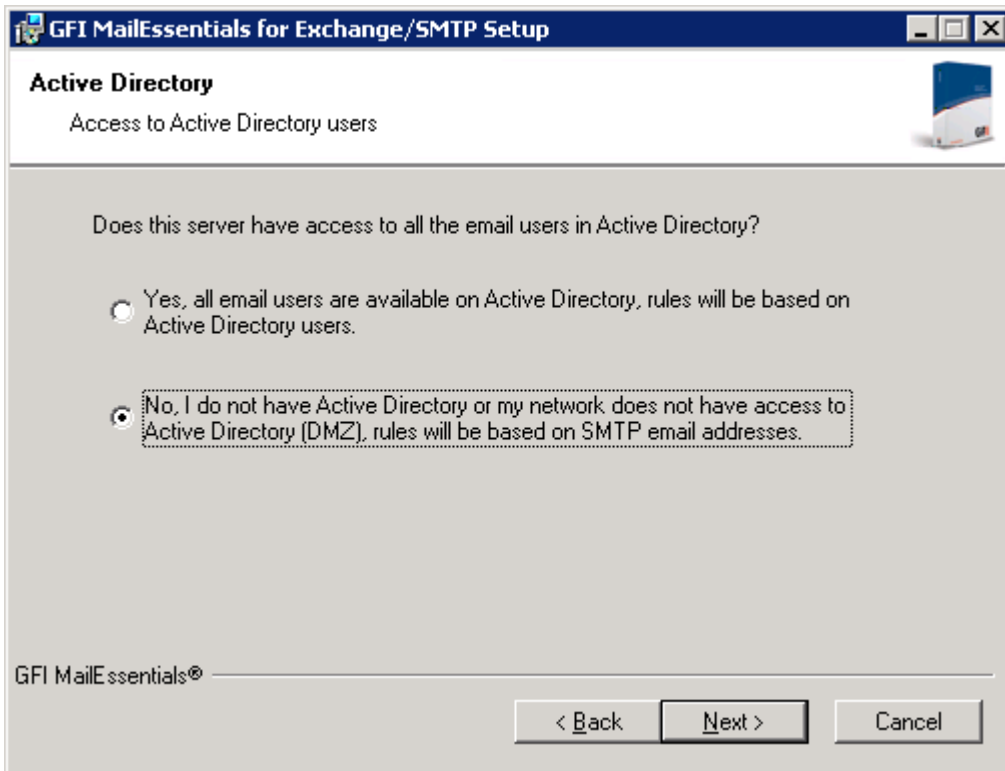 GFI MailEssentials for Exchange/SMTP Setup
Active Directory
Access to Active Directory users
GFI
Does this server have access to all the email users in Active Directory?
Yes, all email users are available on Active Directory, rules will be based on
Active Directory users.
No, I do not have Active Directory or my network does not have access to
Active Directory (DMZ), rules will be based on SMTP email addresses.
GFI MailEssentials®
< Back
Next >
Cancel